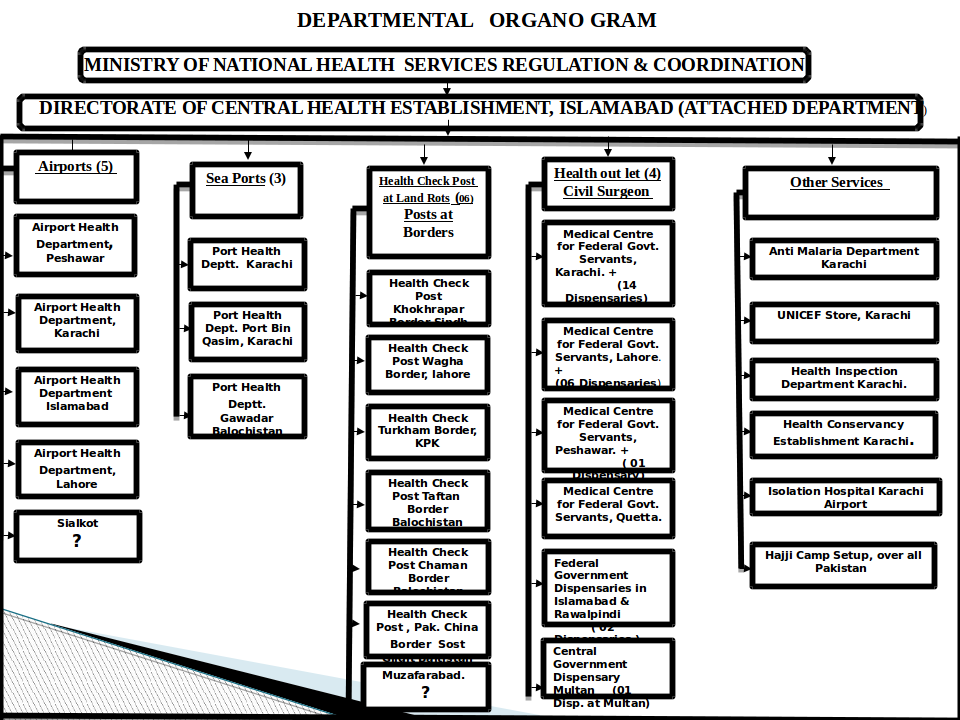 DEPARTMENTAL ORGANO GRAM
MINISTRY OF NATIONAL HEALTH SERVICES REGULATION & COORDINATION
DIRECTORATE OF CENTRAL HEALTH ESTABLISHMENT, ISLAMABAD (ATTACHED DEPARTMENT)
Airports (5)
Airport Health
Department,
Peshawar
Airport Health
Department,
Karachi
Airport Health
Department
Islamabad
Airport Health
Department,
Lahore
Sialkot
?
Sea Ports (3)
Port Health
Deptt. Karachi
Port Health
Dept. Port Bin
Qasim, Karachi
Port Health
Deptt.
Gawadar
Balochistan
Health Check Post
at Land Rots (06)
Posts at
Borders
Health Check
Post
Khokhrapar
Border Sindh
Health Check
Post Wagha
Border, lahore
Health Check
Turkham Border,
KPK
Health Check
Post Taftan
Border
Balochistan
Health Check
Post Chaman
Border
Balochistan
Health Check
Post , Pak. China
Border Sost
Gilgit baltistan
Muzafarabad.
?
Health out let (4)
Civil Surgeon
Medical Centre
for Federal Govt.
Servants,
Karachi. +
(14
Dispensaries)
Medical Centre
for Federal Govt.
Servants, Lahore.
+
(06 Dispensaries)
Medical Centre
for Federal Govt.
Servants,
Peshawar. +
( 01
Dispensary)
Medical Centre
for Federal Govt.
Servants, Quetta.
Federal
Government
Dispensaries in
Islamabad &
Rawalpindi
( 02
Dispensaries )
Central
Government
Dispensary
Multan (01
Disp. at Multan)
Other Services
Anti Malaria Department
Karachi
UNICEF Store, Karachi
Health Inspection
Department Karachi.
Health Conservancy
Establishment Karachi.
Isolation Hospital Karachi
Airport
Hajji Camp Setup, over all
Pakistan